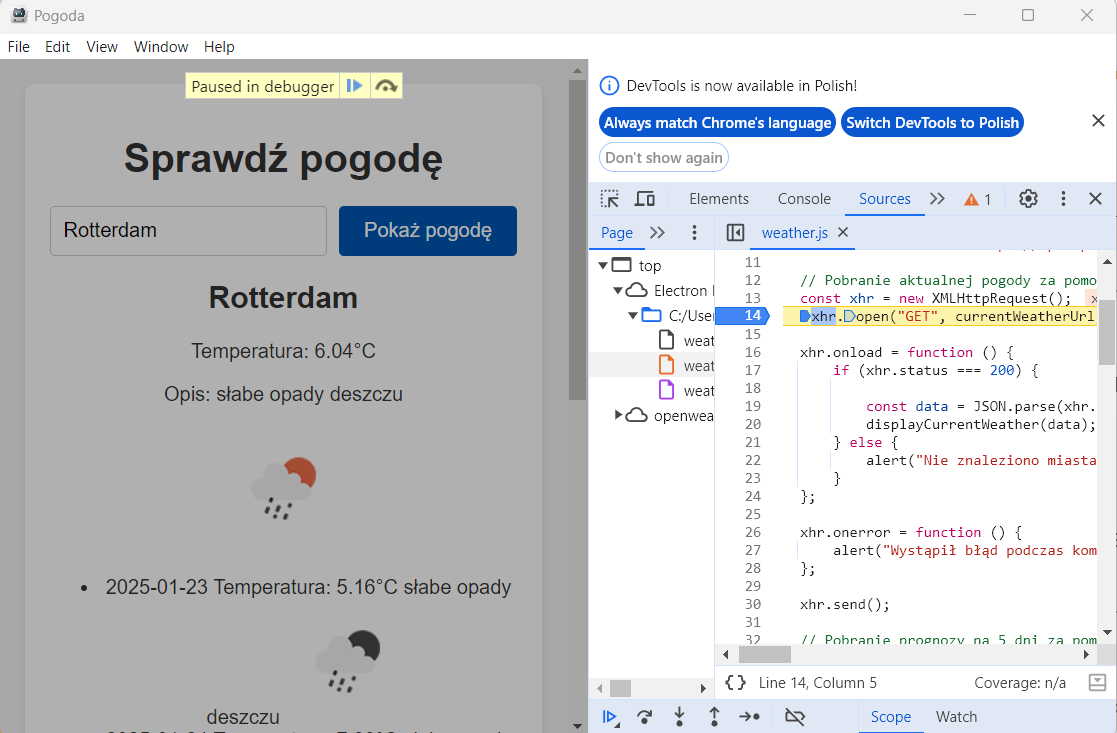 Pogoda
File Edit View Window Help
Paused in debugger
Sprawdź pogodę
Rotterdam
Pokaż pogodę
Rotterdam
Temperatura: 6.04°C
Opis: słabe opady deszczu
2025-01-23 Temperatura: 5.16°C słabe opady
deszczu
DevTools is now available in Polish!
Always match Chrome's language
Switch DevTools to Polish
Don't show again
Elements Console Sources 1
Page
weather.js
top
Electron
C:/User
weat
weat
weat
openwea
11
12 // Pobranie aktualnej pogody za pomo
13 const xhr = new XMLHttpRequest(); x
14 xhr.open("GET", currentWeatherUrl
15
16 xhr.onload = function () {
17 if (xhr.status === 200) {
18
19 const data = JSON.parse(xhr.
20 displayCurrentWeather(data);
21 } else {
22 alert("Nie znaleziono miasta
23 }
24 };
25
26 xhr.onerror = function () {
27 alert("Wystąpił błąd podczas kom
28 };
29
30 xhr.send();
31
32 // Pobranie prognozy na 5 dni za pom
{} Line 14, Column 5 Coverage: n/a
Scope Watch